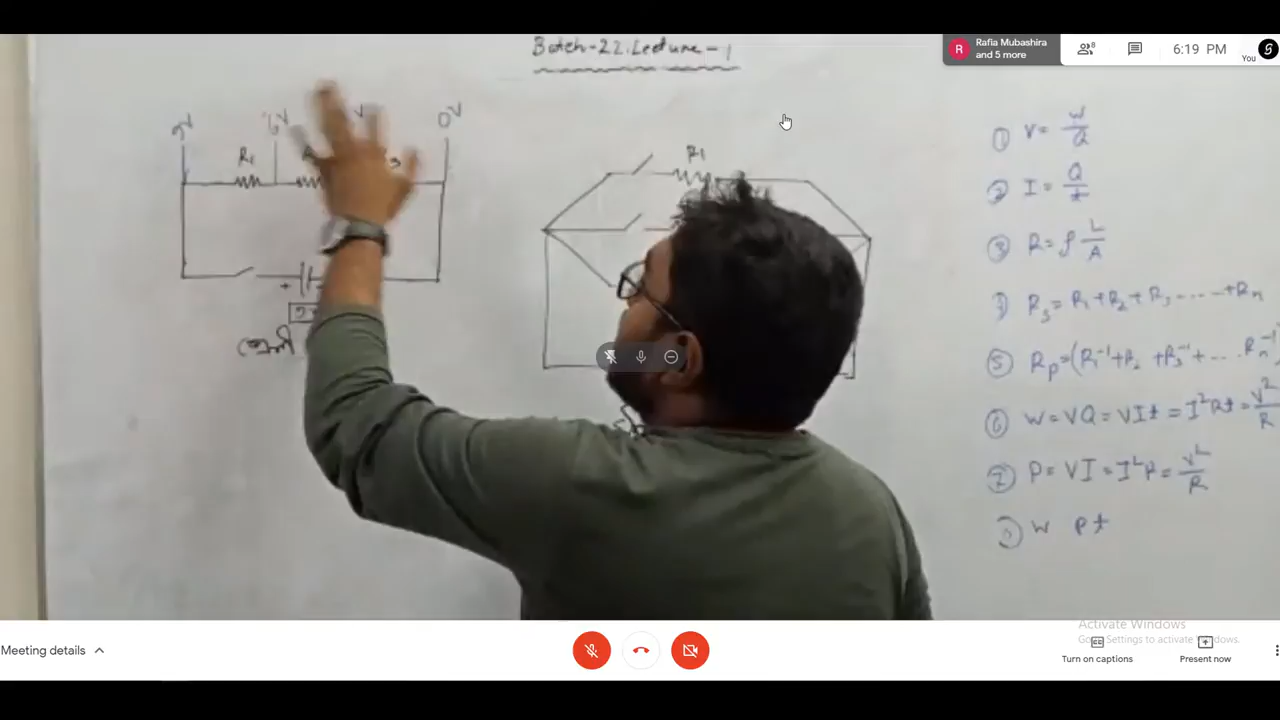 Batch-22. Lecture-1
Rafia Mubashira
and 5 more
R
8
6:19 PM
You
9V
6V
V
0V
R₁
+
শ্রেণী
R₁
① V = W/Q
② I = Q/t
③ R = ρ L/A
Rs = R₁ + R₂ + R₃ ..... + Rn
⑤ Rp = (R₁⁻¹ + R₂ + R₃⁻¹ + ... Rn⁻¹
⑥ W = VQ = VIt = I²Rt = V²/R
⑦ P = VI = I²R = V²/R
W Pt
Activate Windows
Go to Settings to activate Windows.
Meeting details
Turn on captions
Present now